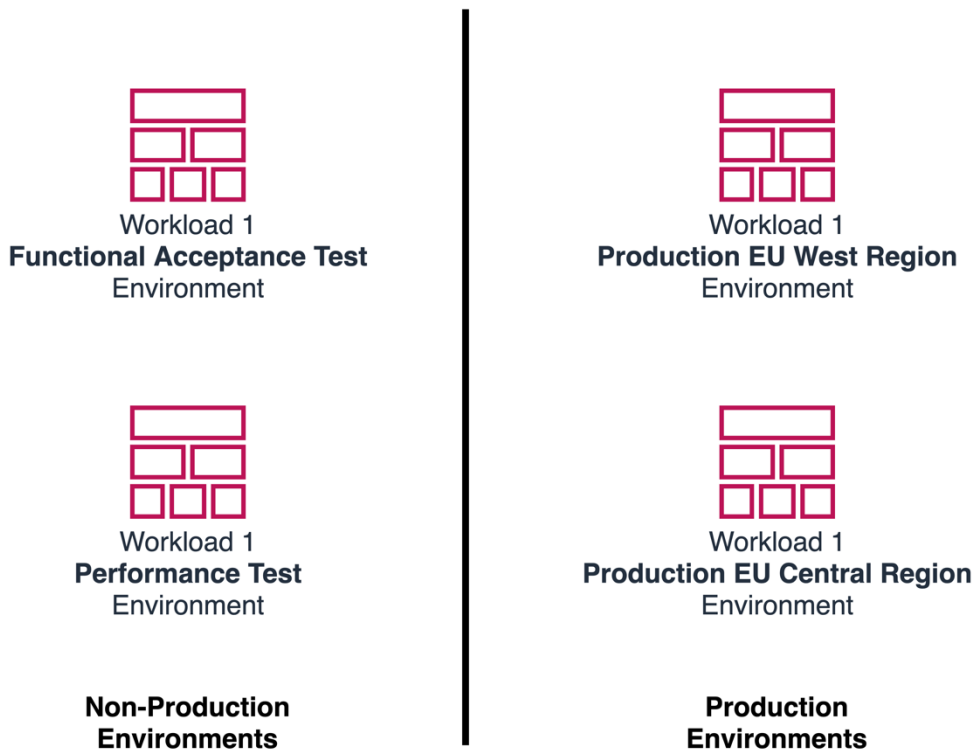 Workload 1
Functional Acceptance Test
Environment
Workload 1
Performance Test
Environment
Non-Production
Environments
Workload 1
Production EU West Region
Environment
Workload 1
Production EU Central Region
Environment
Production
Environments